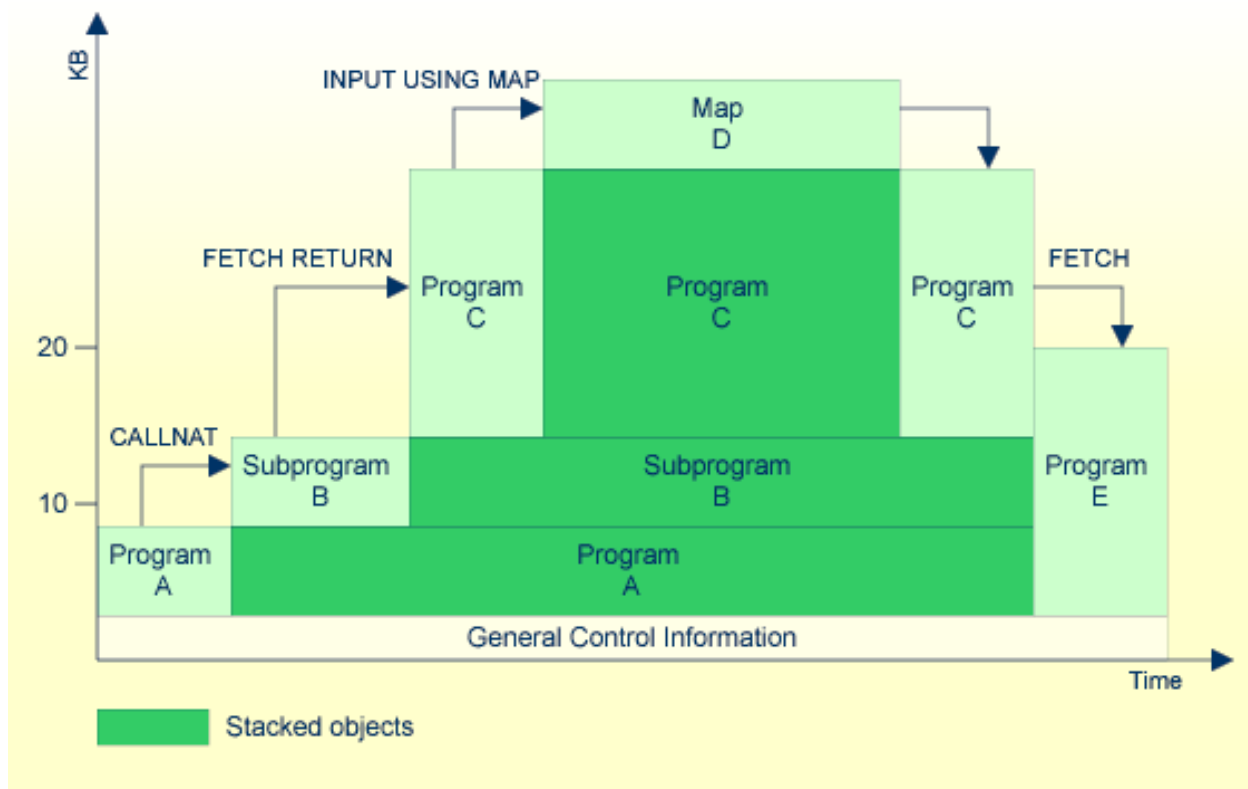 KB
INPUT USING MAP
Map
D
FETCH RETURN
Program
C
Program
C
Program
C
FETCH
20
CALLNAT
Subprogram
B
Subprogram
B
Program
E
10
Program
A
Program
A
General Control Information
Time
Stacked objects